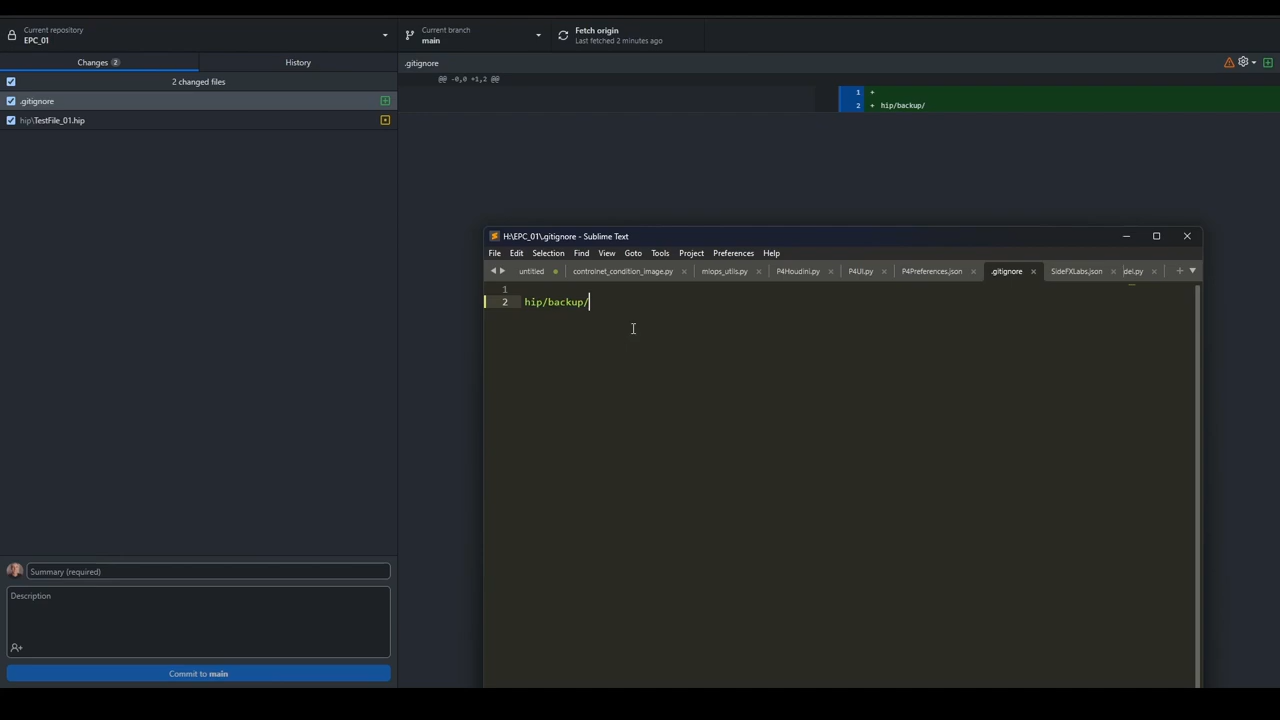 Current repository
EPC_01
Current branch
main
Fetch origin
Last fetched 2 minutes ago
Changes 2
History
.gitignore
2 changed files
@@ -0,0 +1,2 @@
.gitignore
1 +
2 + hip/backup/
hip\TestFile_01.hip
H:\EPC_01\.gitignore - Sublime Text
File Edit Selection Find View Goto Tools Project Preferences Help
untitled controlnet_condition_image.py miops_utils.py P4Houdini.py P4UI.py P4Preferences.json .gitignore SideFXLabs.json del.py
1
2 hip/backup/
Summary (required)
Description
Commit to main